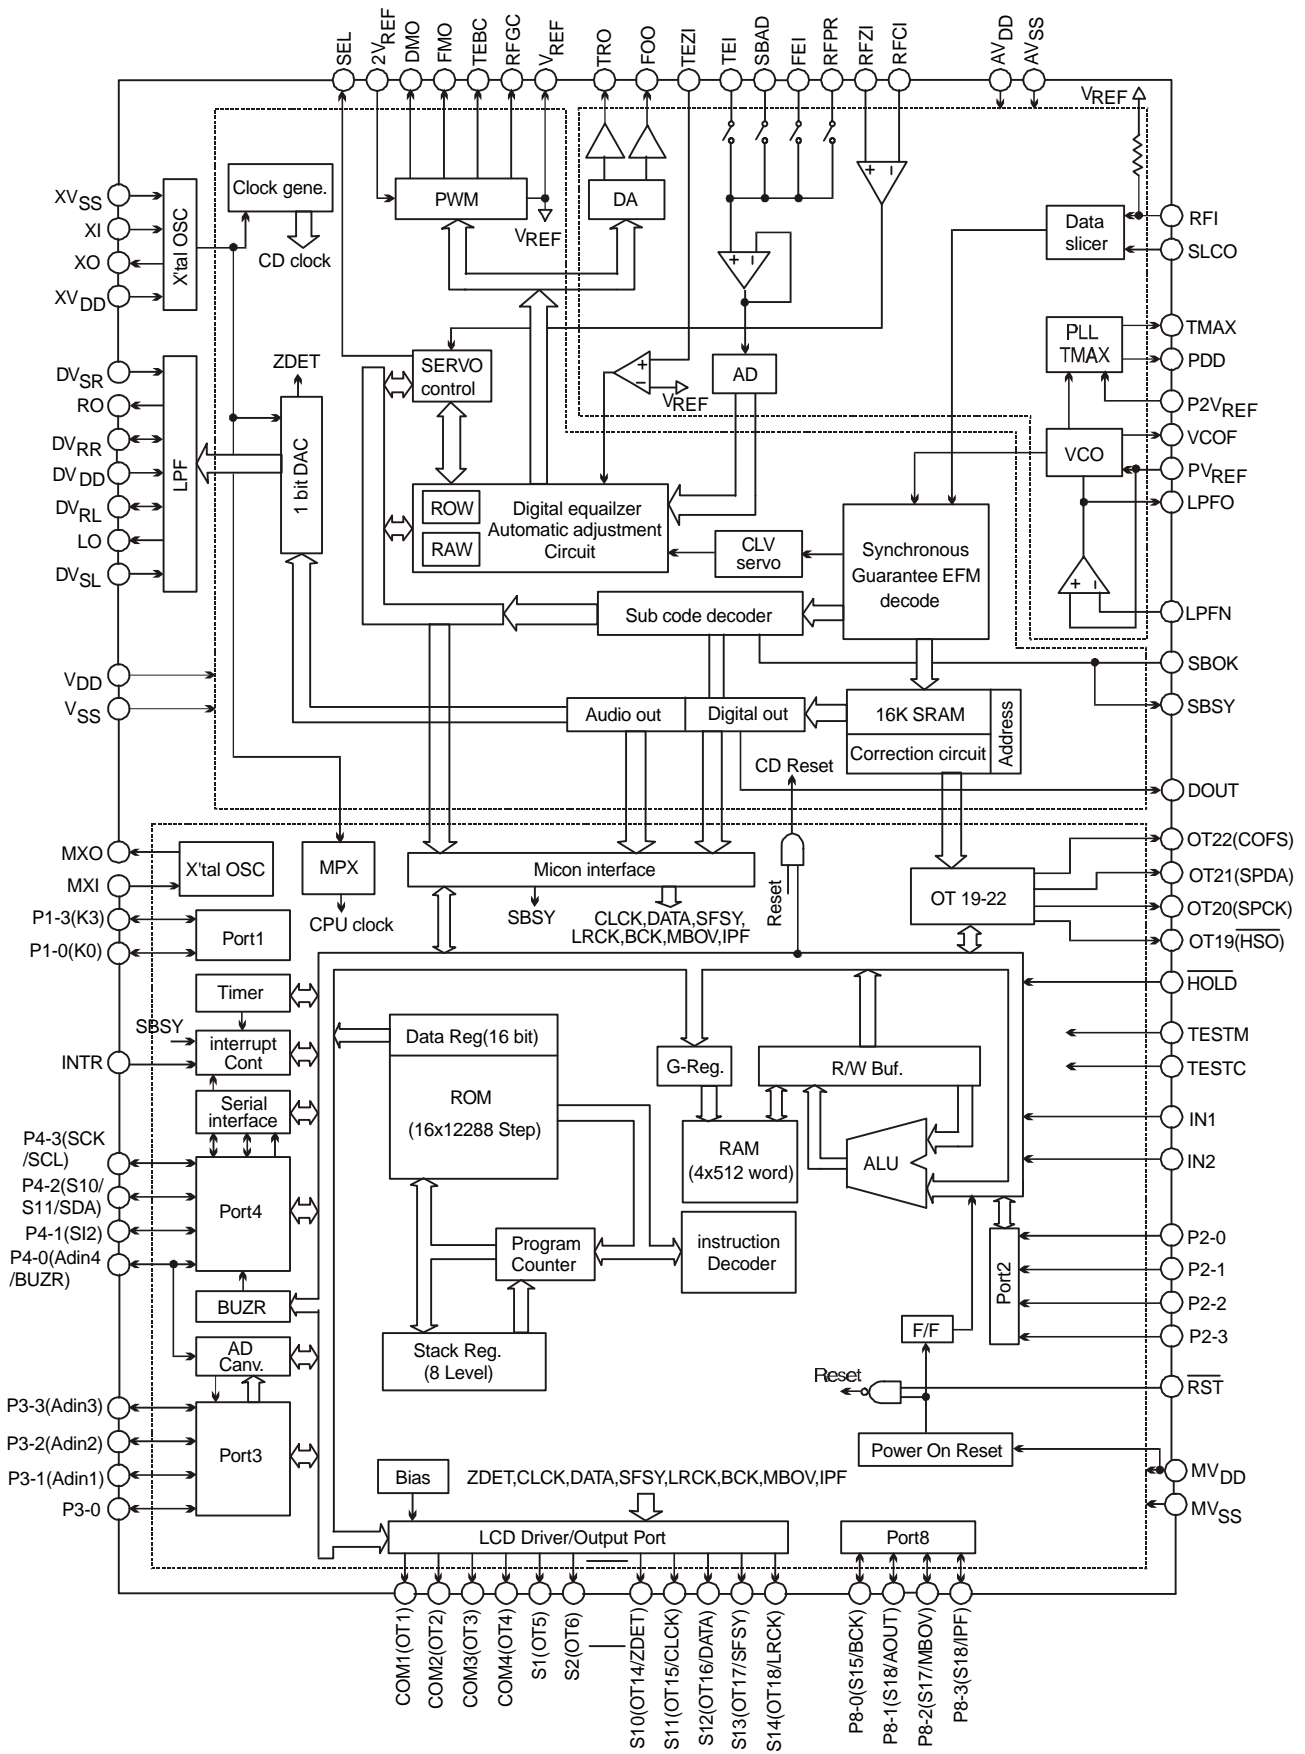 SEL
2VREF
DMO
FMO
TEBC
RFGC
VREF
TRO
FOO
TEZI
TEI
SBAD
FEI
RFPR
RFZI
RFCI
AVDD
AVSS
VREF
XVSS
XI
XO
XVDD
X'tal OSC
Clock gene.
CD clock
PWM
VREF
DA
Data
slicer
RFI
SLCO
PLL
TMAX
TMAX
PDD
P2VREF
VCOF
VCO
PVREF
LPFO
LPFN
DVSR
RO
DVRR
DVDD
DVRL
LO
DVSL
LPF
ZDET
1 bit DAC
SERVO
control
VREF
AD
ROW
RAW
Digital equailzer
Automatic adjustment
Circuit
CLV
servo
Synchronous
Guarantee EFM
decode
Sub code decoder
SBOK
SBSY
VDD
VSS
Audio out
Digital out
16K SRAM
Correction circuit
Address
CD Reset
DOUT
MXO
MXI
X'tal OSC
MPX
CPU clock
Micon interface
SBSY
CLCK,DATA,SFSY,
LRCK,BCK,MBOV,IPF
Reset
OT 19-22
OT22(COFS)
OT21(SPDA)
OT20(SPCK)
OT19(HSO)
P1-3(K3)
P1-0(K0)
Port1
Timer
SBSY
INTR
interrupt
Cont
Serial
interface
P4-3(SCK
/SCL)
P4-2(S10/
S11/SDA)
P4-1(SI2)
P4-0(Adin4
/BUZR)
Port4
BUZR
AD
Canv.
P3-3(Adin3)
P3-2(Adin2)
P3-1(Adin1)
P3-0
Port3
Data Reg(16 bit)
ROM
(16x12288 Step)
G-Reg.
R/W Buf.
RAM
(4x512 word)
ALU
Program
Counter
instruction
Decoder
Stack Reg.
(8 Level)
HOLD
TESTM
TESTC
IN1
IN2
Port2
P2-0
P2-1
P2-2
P2-3
F/F
Reset
RST
Power On Reset
MVDD
MVSS
Bias
ZDET,CLCK,DATA,SFSY,LRCK,BCK,MBOV,IPF
LCD Driver/Output Port
Port8
COM1(OT1)
COM2(OT2)
COM3(OT3)
COM4(OT4)
S1(OT5)
S2(OT6)
S10(OT14/ZDET)
S11(OT15/CLCK)
S12(OT16/DATA)
S13(OT17/SFSY)
S14(OT18/LRCK)
P8-0(S15/BCK)
P8-1(S18/AOUT)
P8-2(S17/MBOV)
P8-3(S18/IPF)